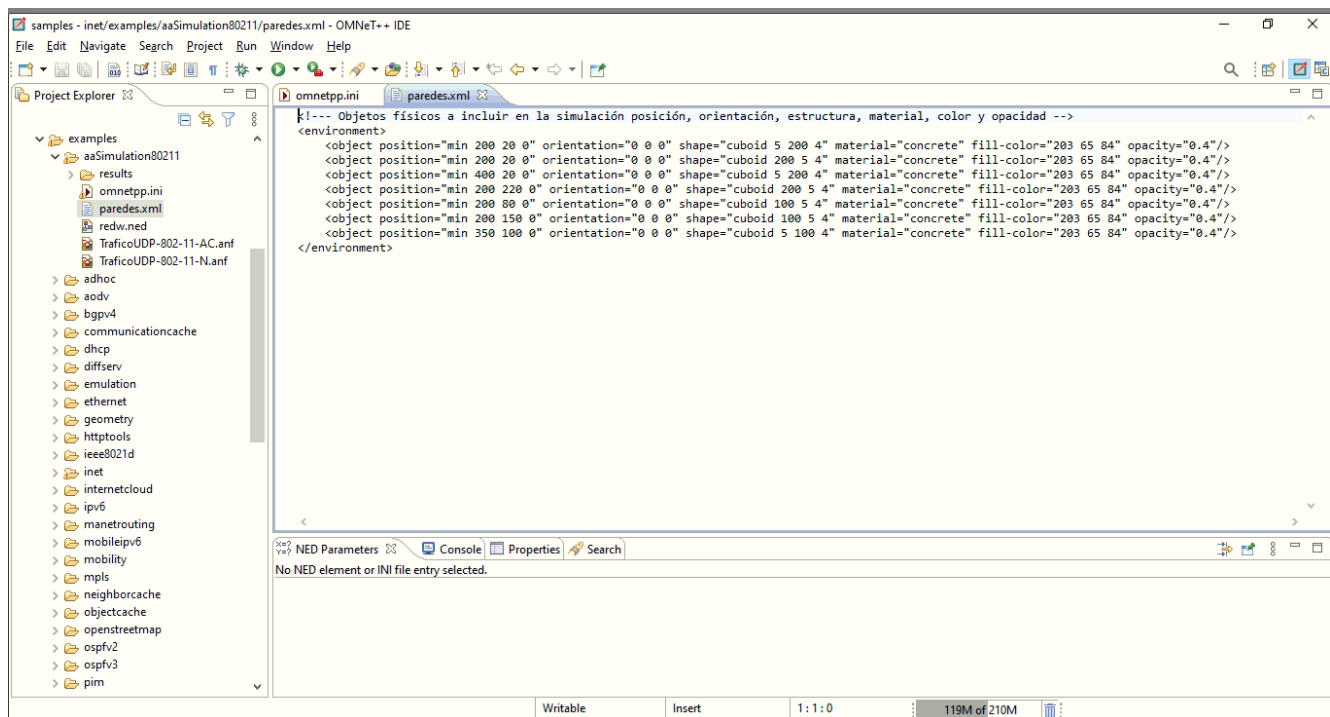 samples - inet/examples/aaSimulation80211/paredes.xml - OMNeT++ IDE
File Edit Navigate Search Project Run Window Help
Project Explorer
examples
aaSimulation80211
results
omnetpp.ini
paredes.xml
redw.ned
TraficoUDP-802-11-AC.anf
TraficoUDP-802-11-N.anf
adhoc
aodv
bgpv4
communicationcache
dhcp
diffserv
emulation
ethernet
geometry
httptools
ieee8021d
inet
internetcloud
ipv6
manetrouting
mobileipv6
mobility
mpls
neighborcache
objectcache
openstreetmap
ospfv2
ospfv3
pim
omnetpp.ini paredes.xml
<!--- Objetos físicos a incluir en la simulación posición, orientación, estructura, material, color y opacidad -->
<environment>
<object position="min 200 20 0" orientation="0 0 0" shape="cuboid 5 200 4" material="concrete" fill-color="203 65 84" opacity="0.4"/>
<object position="min 200 20 0" orientation="0 0 0" shape="cuboid 200 5 4" material="concrete" fill-color="203 65 84" opacity="0.4"/>
<object position="min 400 20 0" orientation="0 0 0" shape="cuboid 5 200 4" material="concrete" fill-color="203 65 84" opacity="0.4"/>
<object position="min 200 220 0" orientation="0 0 0" shape="cuboid 200 5 4" material="concrete" fill-color="203 65 84" opacity="0.4"/>
<object position="min 200 80 0" orientation="0 0 0" shape="cuboid 100 5 4" material="concrete" fill-color="203 65 84" opacity="0.4"/>
<object position="min 200 150 0" orientation="0 0 0" shape="cuboid 100 5 4" material="concrete" fill-color="203 65 84" opacity="0.4"/>
<object position="min 350 100 0" orientation="0 0 0" shape="cuboid 5 100 4" material="concrete" fill-color="203 65 84" opacity="0.4"/>
</environment>
NED Parameters Console Properties Search
No NED element or INI file entry selected.
Writable Insert 1 : 1 : 0 119M of 210M